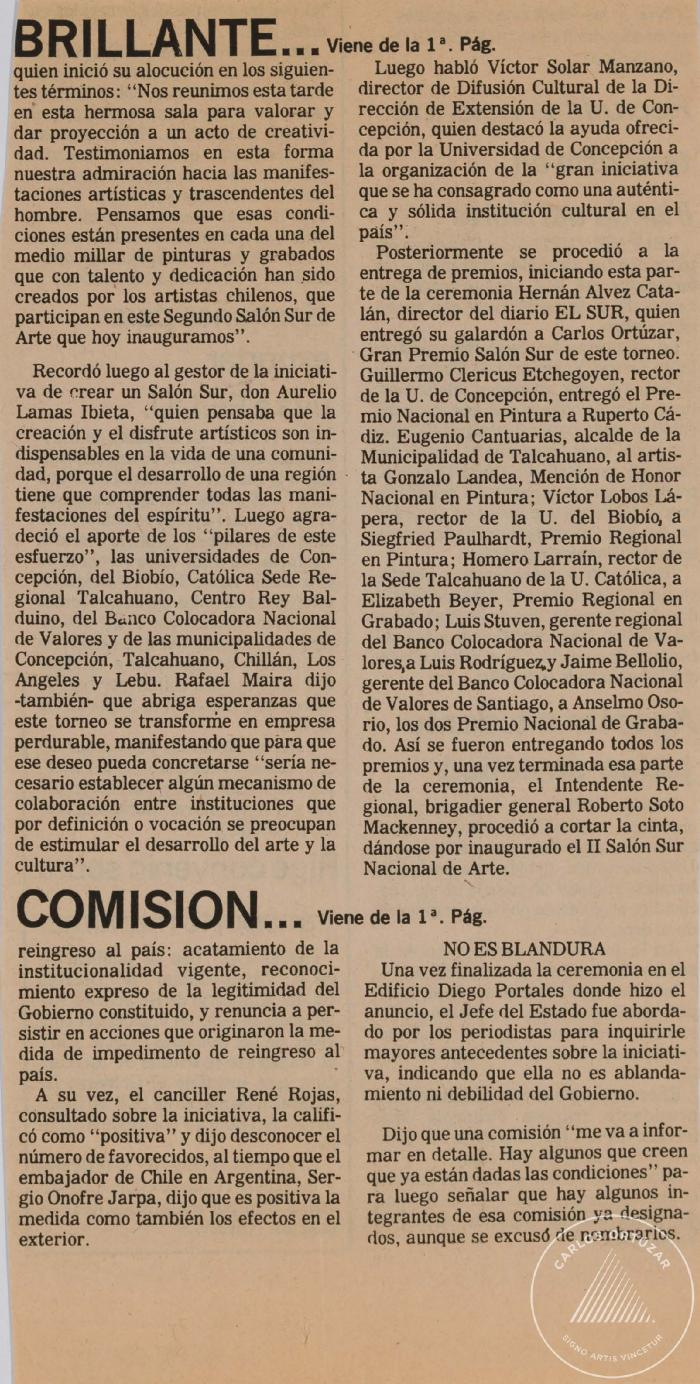 BRILLANTE... Viene de la 1ª. Pág.
quien inició su alocución en los siguien-
tes términos: "Nos reunimos esta tarde
en esta hermosa sala para valorar y
dar proyección a un acto de creativi-
dad. Testimoniamos en esta forma
nuestra admiración hacia las manifes-
taciones artísticas y trascendentes del
hombre. Pensamos que esas condi-
ciones están presentes en cada una del
medio millar de pinturas y grabados
que con talento y dedicación han sido
creados por los artistas chilenos, que
participan en este Segundo Salón Sur de
Arte que hoy inauguramos".
Recordó luego al gestor de la iniciati-
va de crear un Salón Sur, don Aurelio
Lamas Ibieta, "quien pensaba que la
creación y el disfrute artísticos son in-
dispensables en la vida de una comuni-
dad, porque el desarrollo de una región
tiene que comprender todas las mani-
festaciones del espíritu". Luego agra-
deció el aporte de los "pilares de este
esfuerzo", las universidades de Con-
cepción, del Biobío, Católica Sede Re-
gional Talcahuano, Centro Rey Bal-
duino, del Banco Colocadora Nacional
de Valores y de las municipalidades de
Concepción, Talcahuano, Chillán, Los
Angeles y Lebu. Rafael Maira dijo
-también- que abriga esperanzas que
este torneo se transforme en empresa
perdurable, manifestando que para que
ese deseo pueda concretarse "sería ne-
cesario establecer algún mecanismo de
colaboración entre instituciones que
por definición o vocación se preocupan
de estimular el desarrollo del arte y la
cultura".
Luego habló Víctor Solar Manzano,
director de Difusión Cultural de la Di-
rección de Extensión de la U. de Con-
cepción, quien destacó la ayuda ofreci-
da por la Universidad de Concepción a
la organización de la "gran iniciativa
que se ha consagrado como una auténti-
ca y sólida institución cultural en el
país".
Posteriormente se procedió a la
entrega de premios, iniciando esta par-
te de la ceremonia Hernán Alvez Cata-
lán, director del diario EL SUR, quien
entregó su galardón a Carlos Ortúzar,
Gran Premio Salón Sur de este torneo.
Guillermo Clericus Etchegoyen, rector
de la U. de Concepción, entregó el Pre-
mio Nacional en Pintura a Ruperto Cá-
diz. Eugenio Cantuarias, alcalde de la
Municipalidad de Talcahuano, al artis-
ta Gonzalo Landea, Mención de Honor
Nacional en Pintura; Víctor Lobos Lá-
pera, rector de la U. del Biobío, a
Siegfried Paulhardt, Premio Regional
en Pintura; Homero Larraín, rector de
la Sede Talcahuano de la U. Católica, a
Elizabeth Beyer, Premio Regional en
Grabado; Luis Stuven, gerente regional
del Banco Colocadora Nacional de Va-
lores,a Luis Rodríguez,y Jaime Bellolio,
gerente del Banco Colocadora Nacional
de Valores de Santiago, a Anselmo Oso-
rio, los dos Premio Nacional de Graba-
do. Así se fueron entregando todos los
premios y, una vez terminada esa parte
de la ceremonia, el Intendente Re-
gional, brigadier general Roberto Soto
Mackenney, procedió a cortar la cinta,
dándose por inaugurado el II Salón Sur
Nacional de Arte.
COMISION... Viene de la 1ª. Pág.
reingreso al país: acatamiento de la
institucionalidad vigente, reconoci-
miento expreso de la legitimidad del
Gobierno constituido, y renuncia a per-
sistir en acciones que originaron la me-
dida de impedimento de reingreso al
país.
A su vez, el canciller René Rojas,
consultado sobre la iniciativa, la califi-
có como "positiva" y dijo desconocer el
número de favorecidos, al tiempo que el
embajador de Chile en Argentina, Ser-
gio Onofre Jarpa, dijo que es positiva la
medida como también los efectos en el
exterior.
NO ES BLANDURA
Una vez finalizada la ceremonia en el
Edificio Diego Portales donde hizo el
anuncio, el Jefe del Estado fue aborda-
do por los periodistas para inquirirle
mayores antecedentes sobre la iniciati-
va, indicando que ella no es ablanda-
miento ni debilidad del Gobierno.
Dijo que una comisión "me va a infor-
mar en detalle. Hay algunos que creen
que ya están dadas las condiciones" pa-
ra luego señalar que hay algunos in-
tegrantes de esa comisión ya designa-
dos, aunque se excusó de nombrarlos.
CARLOS ORTÚZAR
SIGNO ARTIS VINCETUR